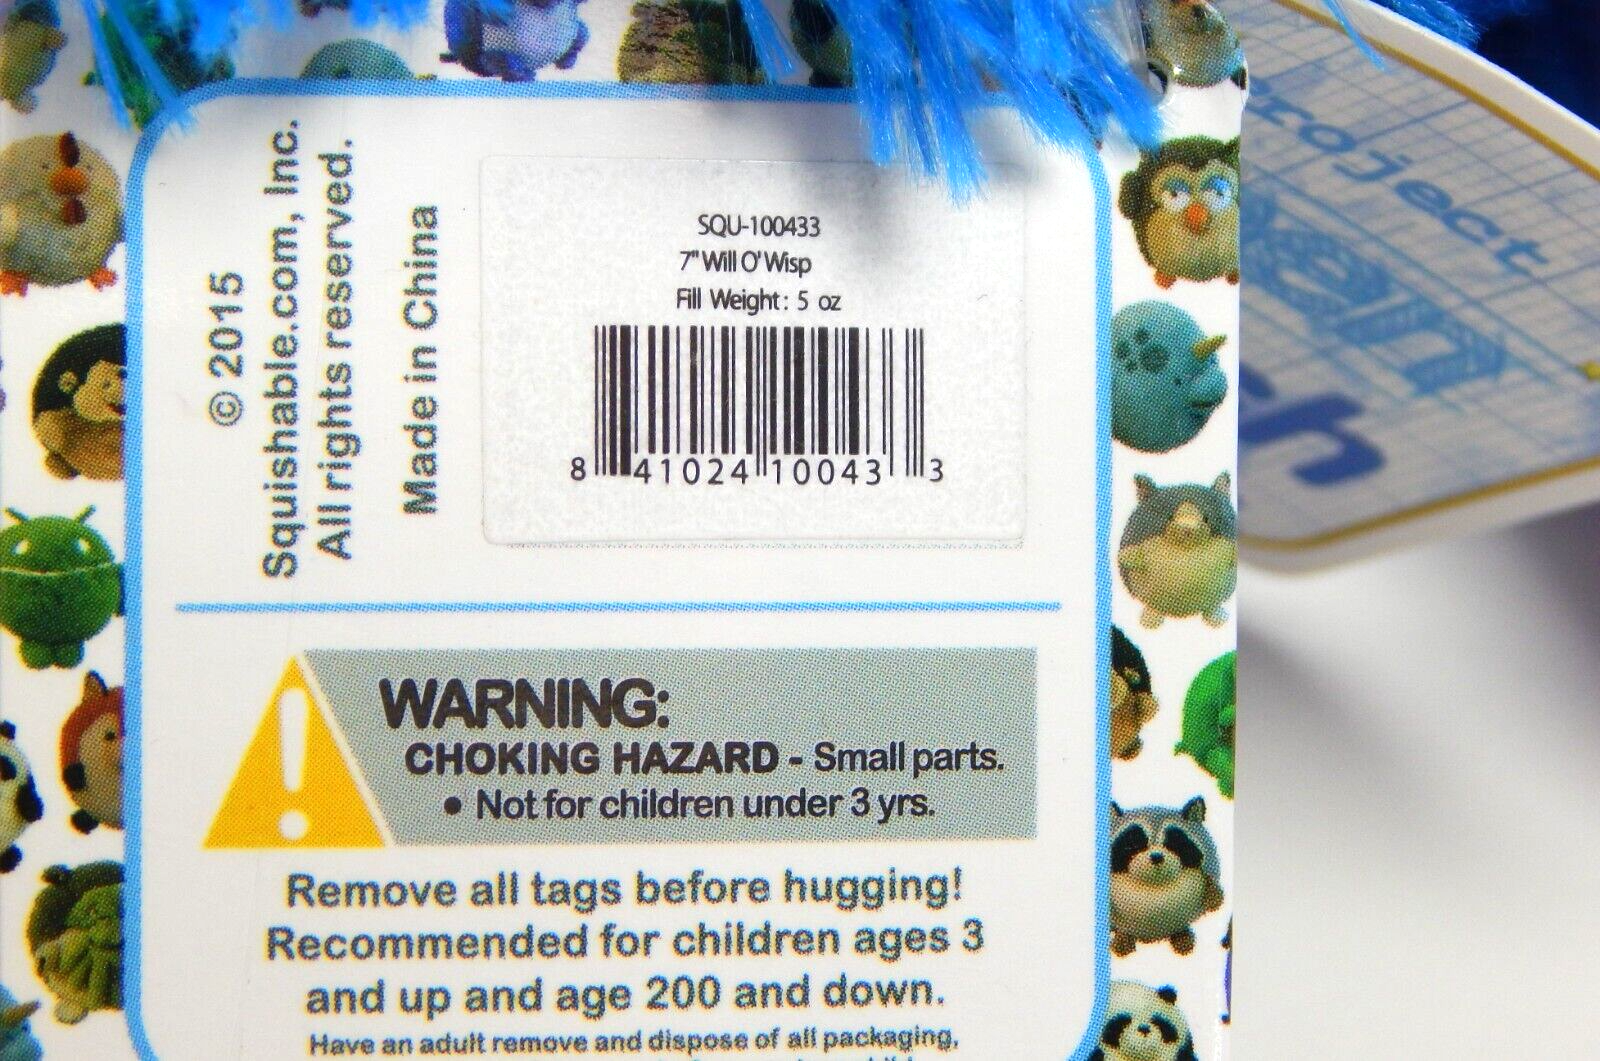 © 2015
Squishable.com, Inc.
All rights reserved.
Made in China
SQU-100433
7" Will O' Wisp
Fill Weight: 5 oz
8 41024 10043 3
WARNING:
CHOKING HAZARD - Small parts.
• Not for children under 3 yrs.
Remove all tags before hugging!
Recommended for children ages 3
and up and age 200 and down.
Have an adult remove and dispose of all packaging,
Project